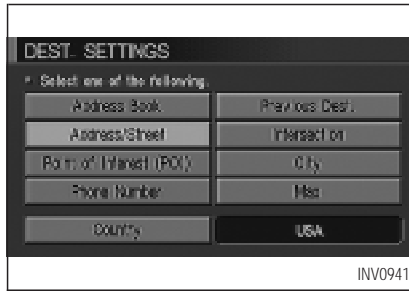 DEST. SETTINGS
Select one of the following.
Address Book
Previous Dest.
Address/Street
Intersection
Point of Interest (POI)
City
Phone Number
Map
Country
USA
INV0941